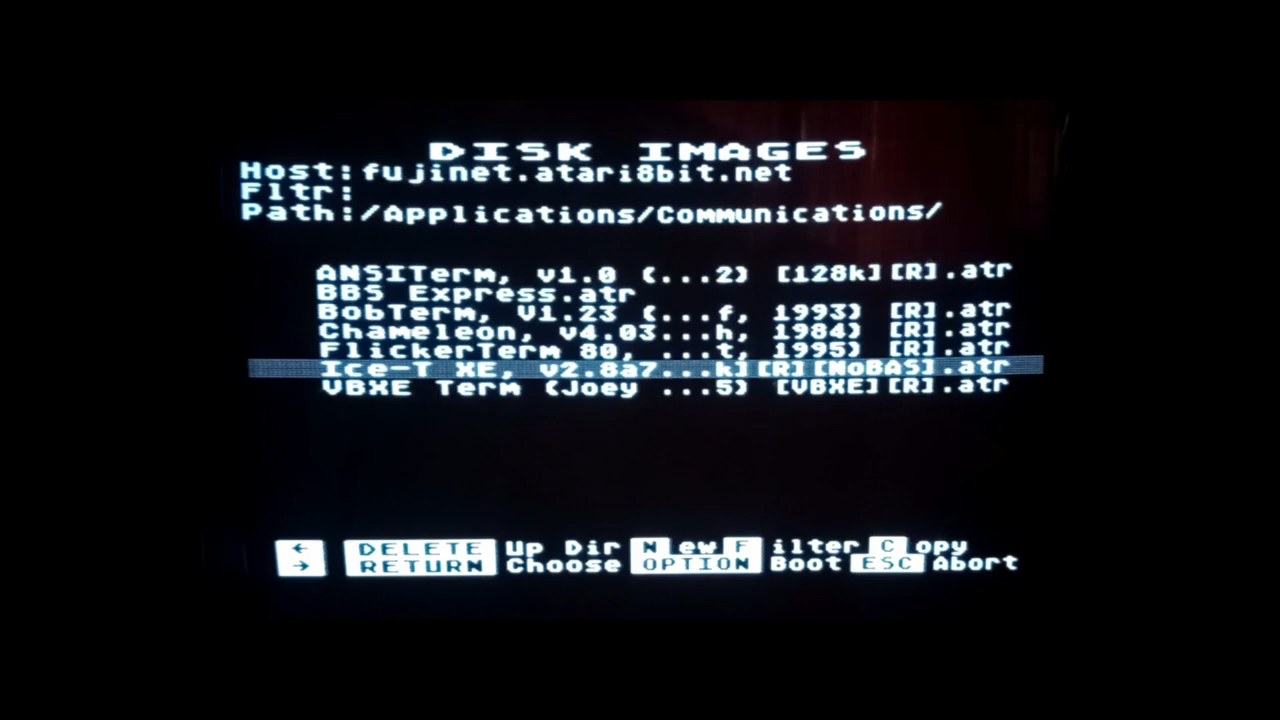 DISK IMAGES
Host:fujinet.atari8bit.net
Fltr:
Path:/Applications/Communications/
ANSITerm, v1.0 (...2) [128k][R].atr
BBS Express.atr
BobTerm, V1.23 (...f, 1993) [R].atr
Chameleon, v4.03...h, 1984) [R].atr
FlickerTerm 80, ...t, 1995) [R].atr
Ice-T XE, v2.8a7...k][R][NoBAS].atr
VBXE Term (Joey ...5) [VBXE][R].atr
← DELETE Up Dir N ew F ilter C opy
→ RETURN Choose OPTION Boot ESC Abort